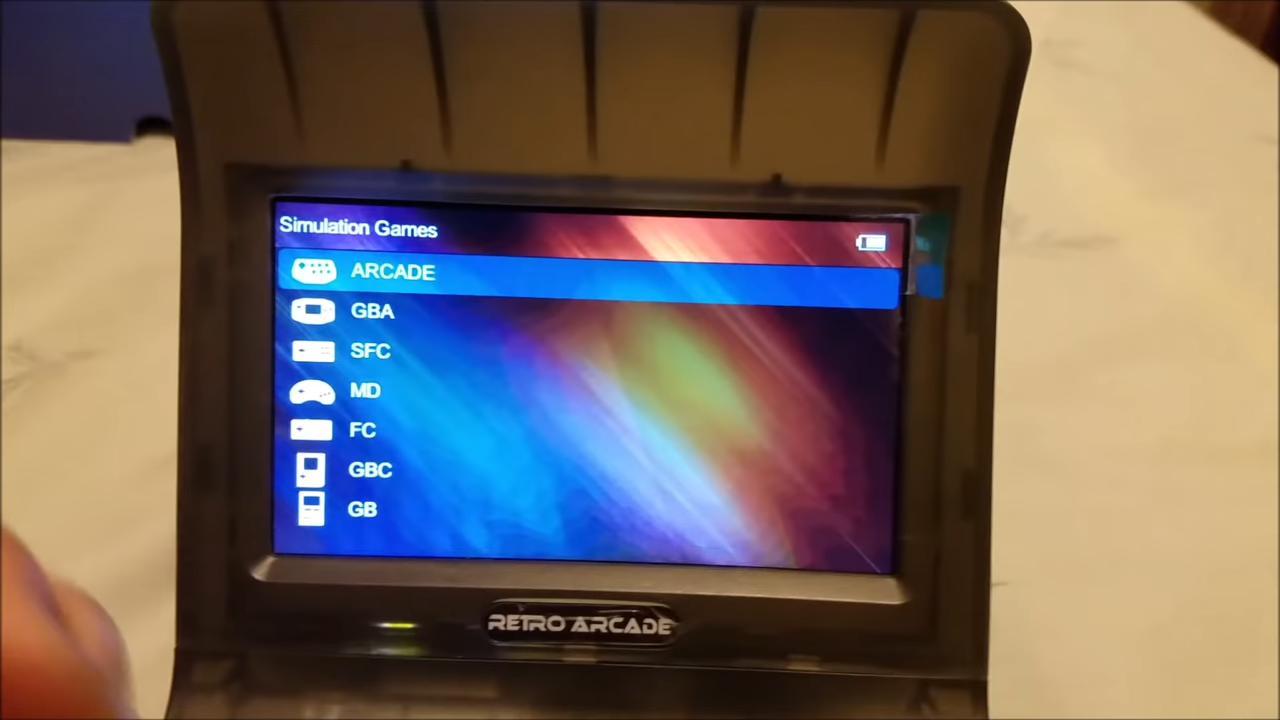 Simulation Games
ARCADE
GBA
SFC
MD
FC
GBC
GB
RETRO ARCADE